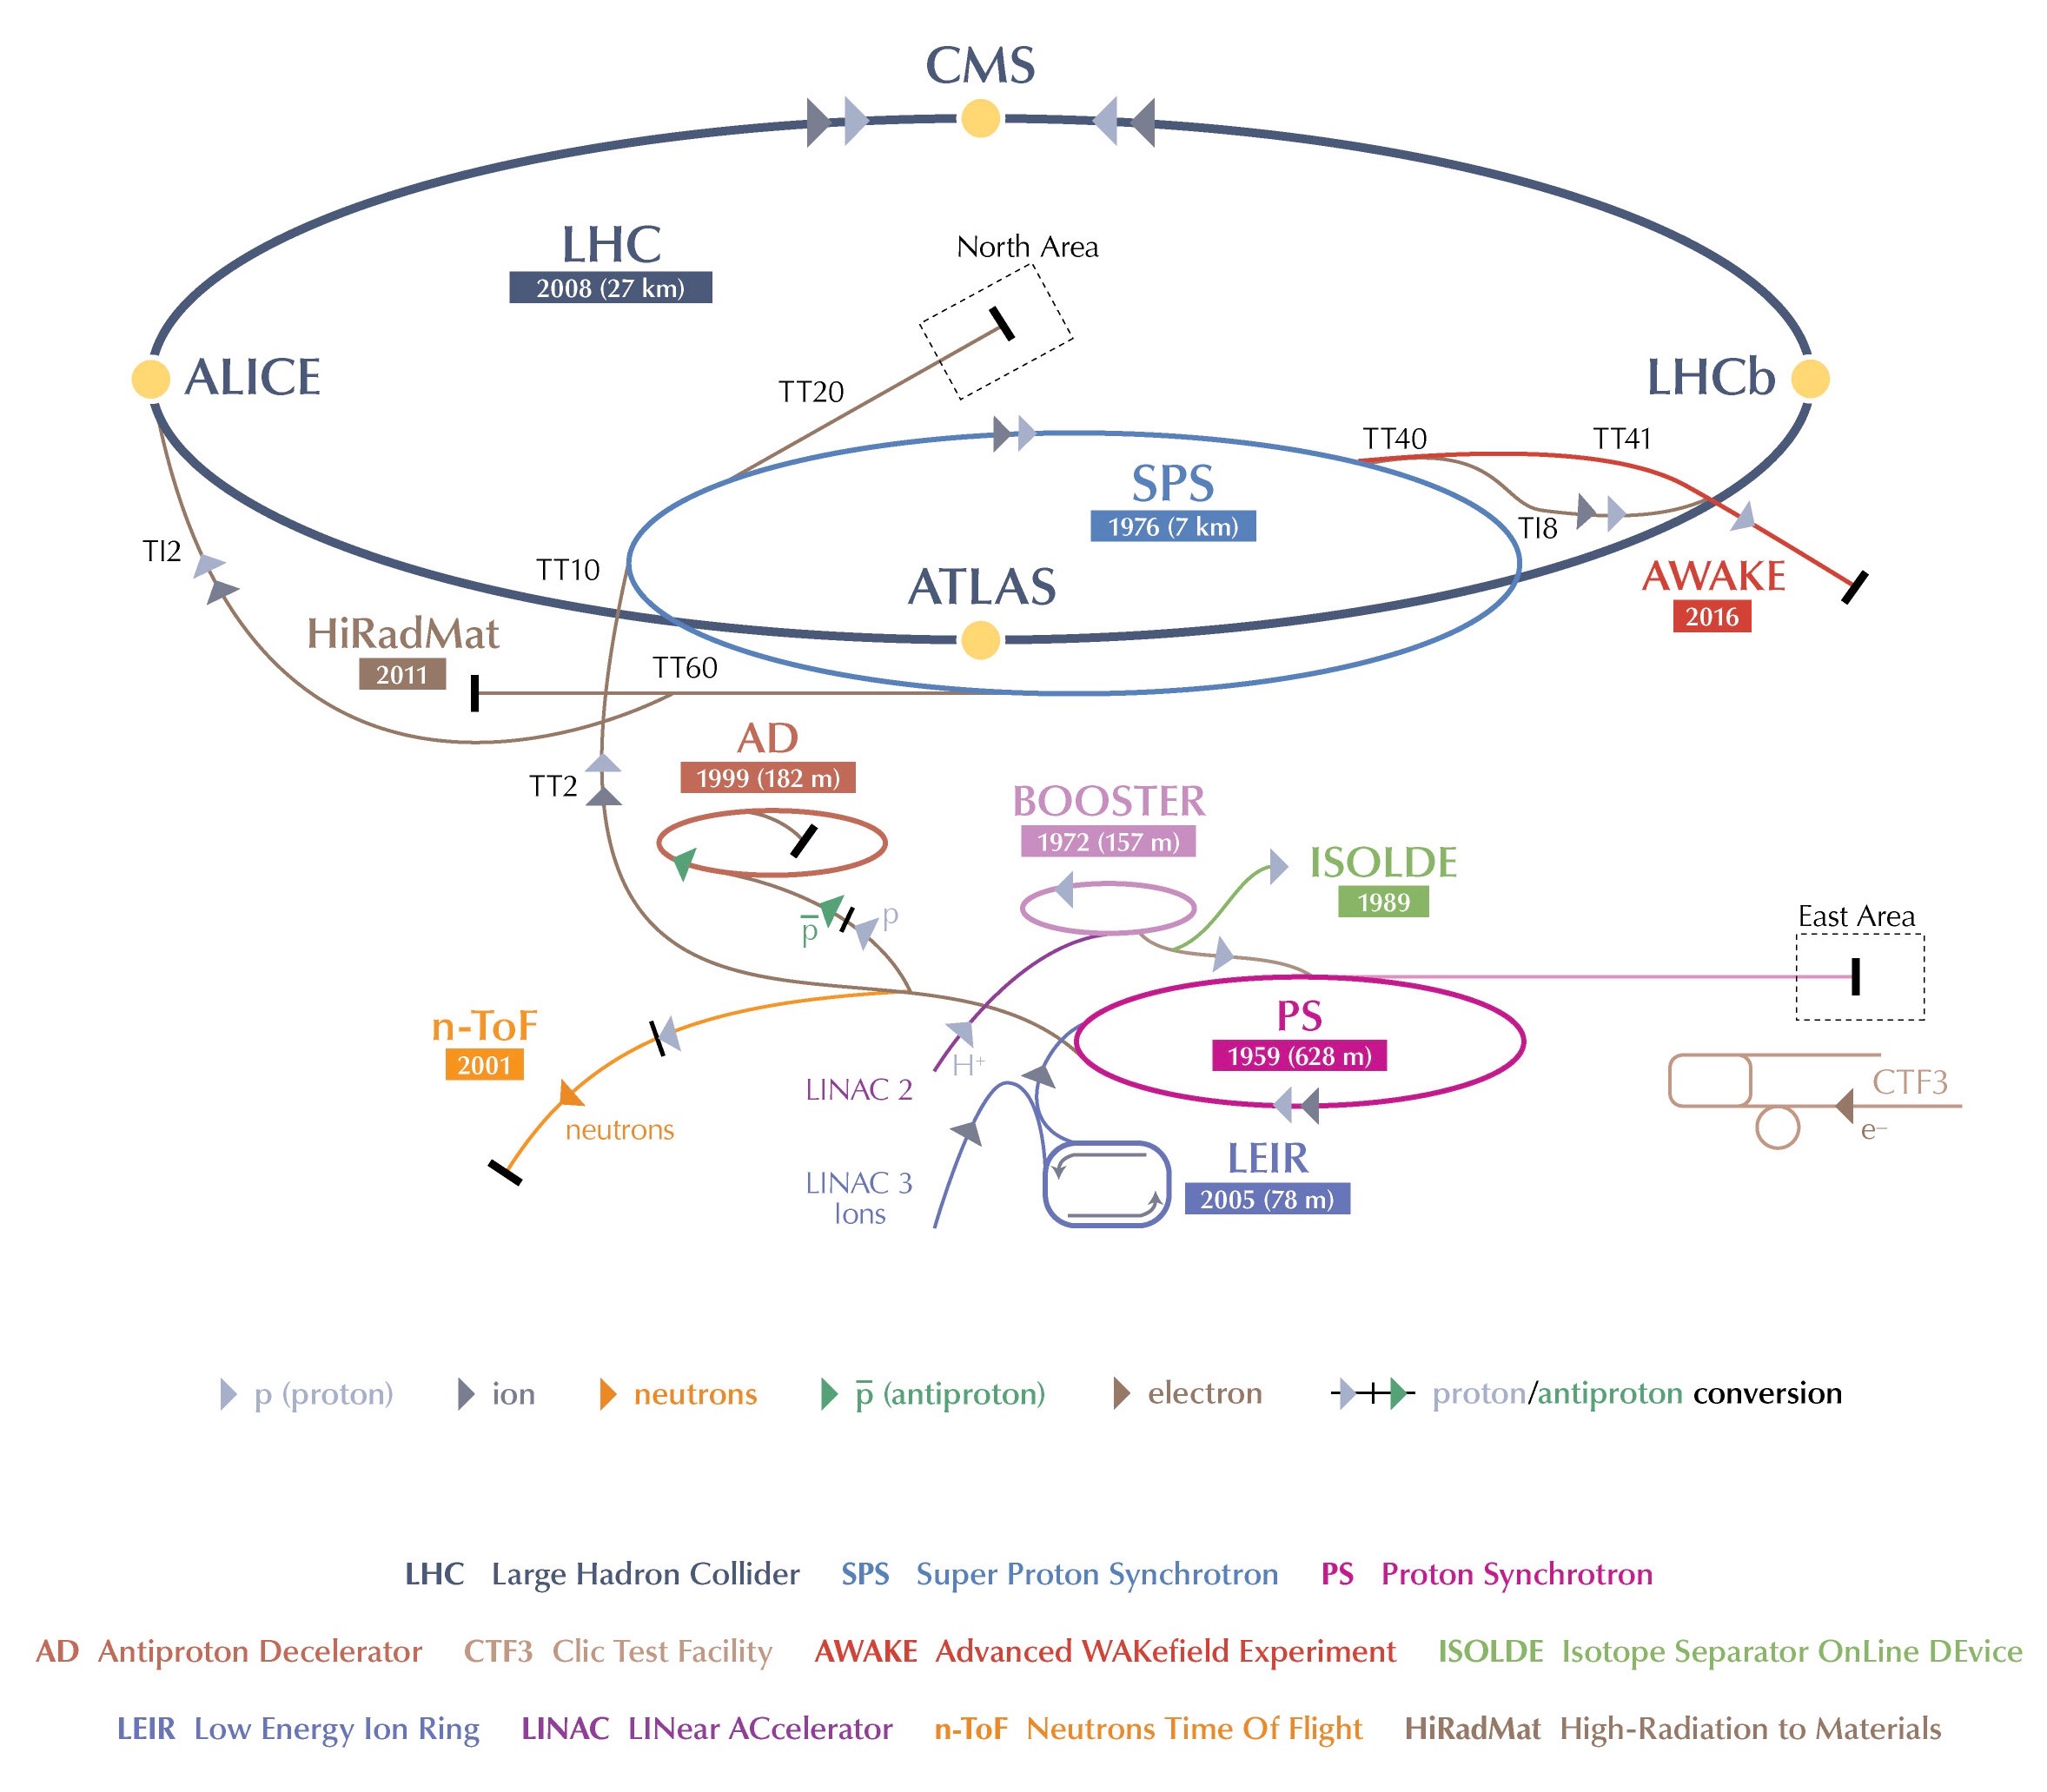 CMS
LHC
2008 (27 km)
North Area
ALICE
TT20
LHCb
TT40
TT41
SPS
1976 (7 km)
TI8
TI2
TT10
ATLAS
AWAKE
2016
HiRadMat
2011
TT60
AD
1999 (182 m)
TT2
BOOSTER
1972 (157 m)
ISOLDE
1989
p̅
p
East Area
n-ToF
2001
PS
1959 (628 m)
H⁺
LINAC 2
CTF3
neutrons
e⁻
LINAC 3
Ions
LEIR
2005 (78 m)
p (proton) ion neutrons p̅ (antiproton) electron proton/antiproton conversion
LHC Large Hadron Collider SPS Super Proton Synchrotron PS Proton Synchrotron
AD Antiproton Decelerator CTF3 Clic Test Facility AWAKE Advanced WAKefield Experiment ISOLDE Isotope Separator OnLine DEvice
LEIR Low Energy Ion Ring LINAC LINear ACcelerator n-ToF Neutrons Time Of Flight HiRadMat High-Radiation to Materials